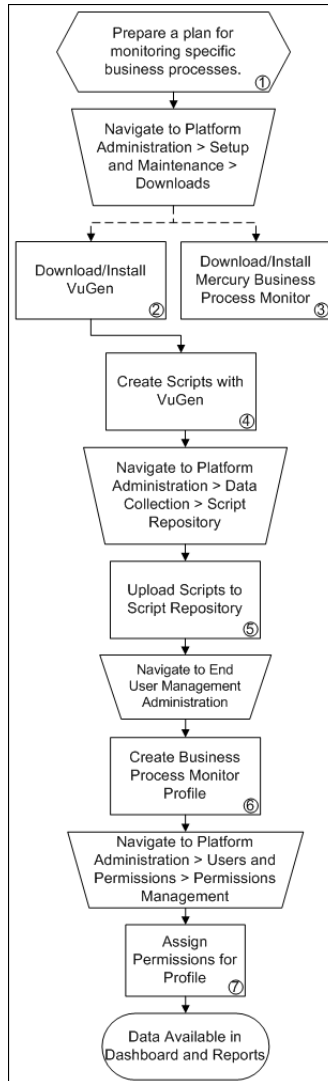 Prepare a plan for
monitoring specific
business processes.
①
Navigate to Platform
Administration > Setup
and Maintenance >
Downloads
Download/Install
VuGen
②
Download/Install
Mercury Business
Process Monitor
③
Create Scripts with
VuGen
④
Navigate to Platform
Administration > Data
Collection > Script
Repository
Upload Scripts to
Script Repository
⑤
Navigate to End
User Management
Administration
Create Business
Process Monitor
Profile
⑥
Navigate to Platform
Administration > Users and
Permissions > Permissions
Management
Assign
Permissions for
Profile
⑦
Data Available in
Dashboard and Reports